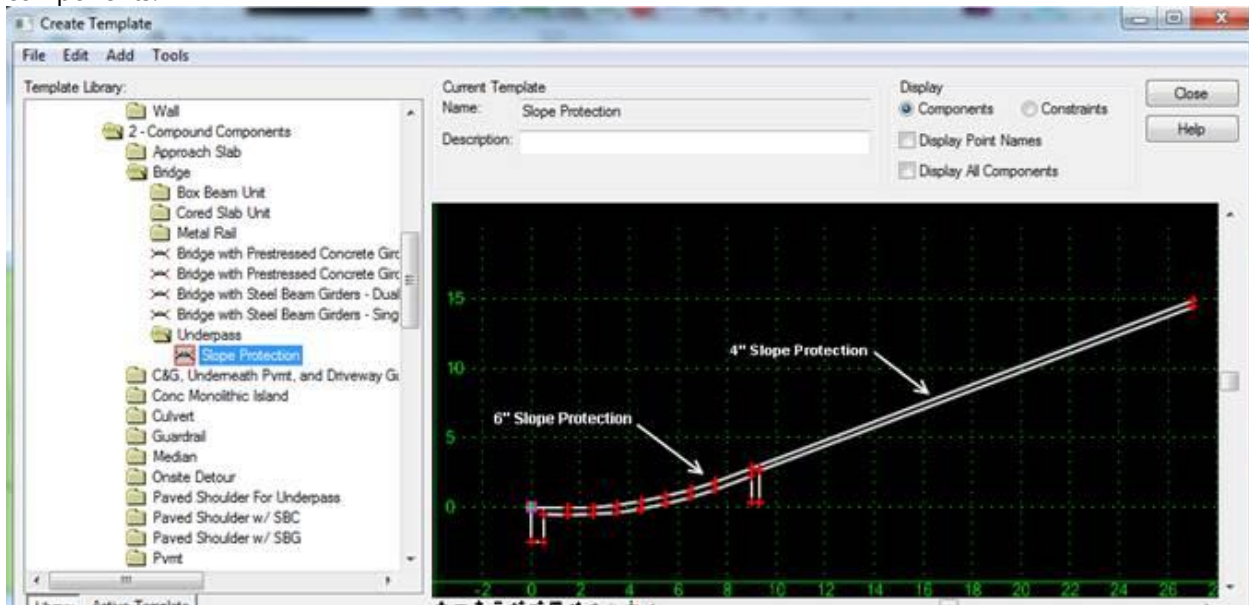 components.
Create Template
File Edit Add Tools
Template Library:
Wall
2 - Compound Components
Approach Slab
Bridge
Box Beam Unit
Cored Slab Unit
Metal Rail
Bridge with Prestressed Concrete Girc
Bridge with Prestressed Concrete Girc
Bridge with Steel Beam Girders - Dual
Bridge with Steel Beam Girders - Sing
Underpass
Slope Protection
C&G, Underneath Pvmt, and Driveway Gi
Conc Monolithic Island
Culvert
Guardrail
Median
Onsite Detour
Paved Shoulder For Underpass
Paved Shoulder w/ SBC
Paved Shoulder w/ SBG
Pvmt
Library Active Template
Current Template
Name: Slope Protection
Description:
Display
Components Constraints
Display Point Names
Display All Components
Close
Help
15
10
5
0
4" Slope Protection
6" Slope Protection
-2 0 2 4 6 8 10 12 14 16 18 20 22 24 26